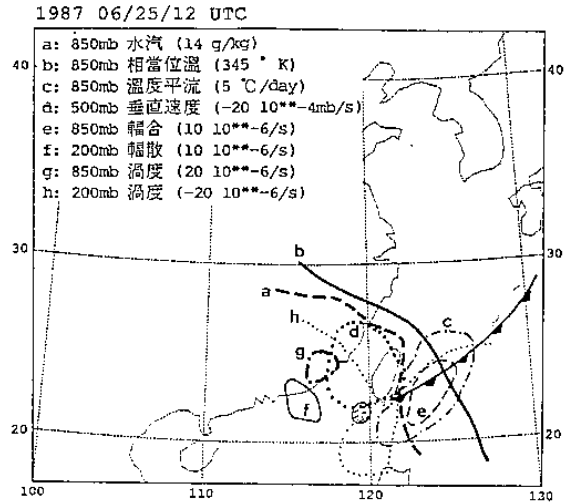 1987 06/25/12 UTC
a: 850mb 水汽 (14 g/kg)
b: 850mb 相當位溫 (345 ° K)
c: 850mb 溫度平流 (5 ℃/day)
d: 500mb 垂直速度 (-20 10**-4mb/s)
e: 850mb 輻合 (10 10**-6/s)
f: 200mb 輻散 (10 10**-6/s)
g: 850mb 渦度 (20 10**-6/s)
h: 200mb 渦度 (-20 10**-6/s)
40 40
30 b 30
a
h d c
g
f e
20 20
100 110 120 130